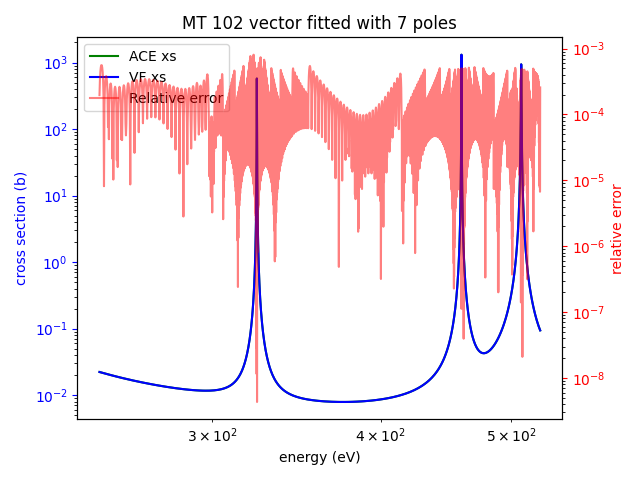 MT 102 vector fitted with 7 poles
ACE xs
VF xs
Relative error
cross section (b)
10³
10²
10¹
10⁰
10⁻¹
10⁻²
10⁻³
10⁻⁴
10⁻⁵
10⁻⁶
10⁻⁷
10⁻⁸
relative error
3 × 10² 4 × 10² 5 × 10²
energy (eV)